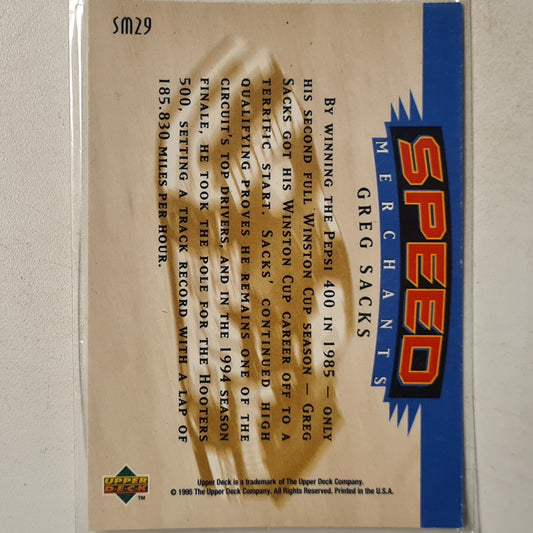 SM29
SPEED
MERCHANTS
GREG SACKS
BY WINNING THE PEPSI 400 IN 1985 — ONLY
HIS SECOND FULL WINSTON CUP SEASON — GREG
SACKS GOT HIS WINSTON CUP CAREER OFF TO A
TERRIFIC START. SACKS' CONTINUED HIGH
QUALIFYING PROVES HE REMAINS ONE OF THE
CIRCUIT'S TOP DRIVERS, AND IN THE 1994 SEASON
FINALE, HE TOOK THE POLE FOR THE HOOTERS
500, SETTING A TRACK RECORD WITH A LAP OF
185.830 MILES PER HOUR.
UPPER
DECK
TM
Upper Deck is a trademark of The Upper Deck Company.
© 1995 The Upper Deck Company. All Rights Reserved. Printed in the U.S.A.